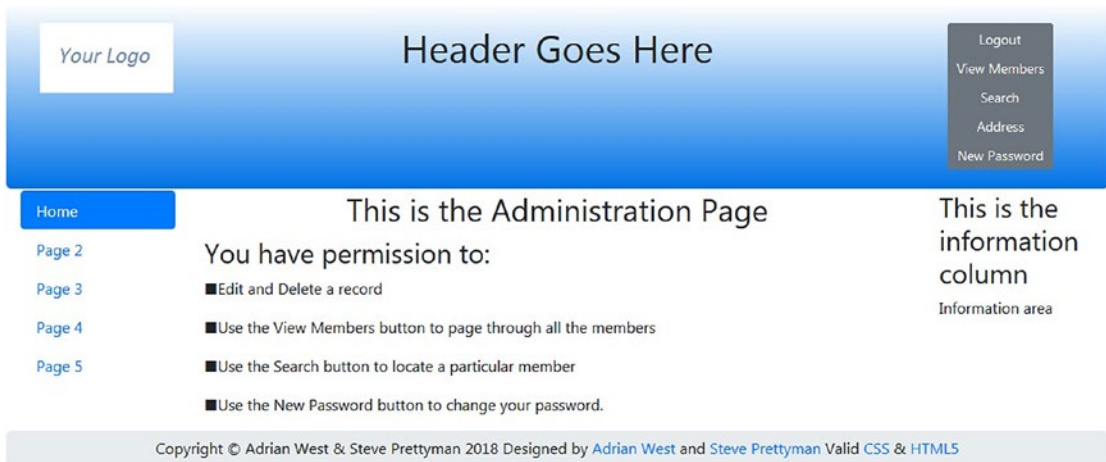 Your Logo
Header Goes Here
Logout
View Members
Search
Address
New Password
Home
Page 2
Page 3
Page 4
Page 5
This is the Administration Page
You have permission to:
■Edit and Delete a record
■Use the View Members button to page through all the members
■Use the Search button to locate a particular member
■Use the New Password button to change your password.
This is the
information
column
Information area
Copyright © Adrian West & Steve Prettyman 2018 Designed by Adrian West and Steve Prettyman Valid CSS & HTML5